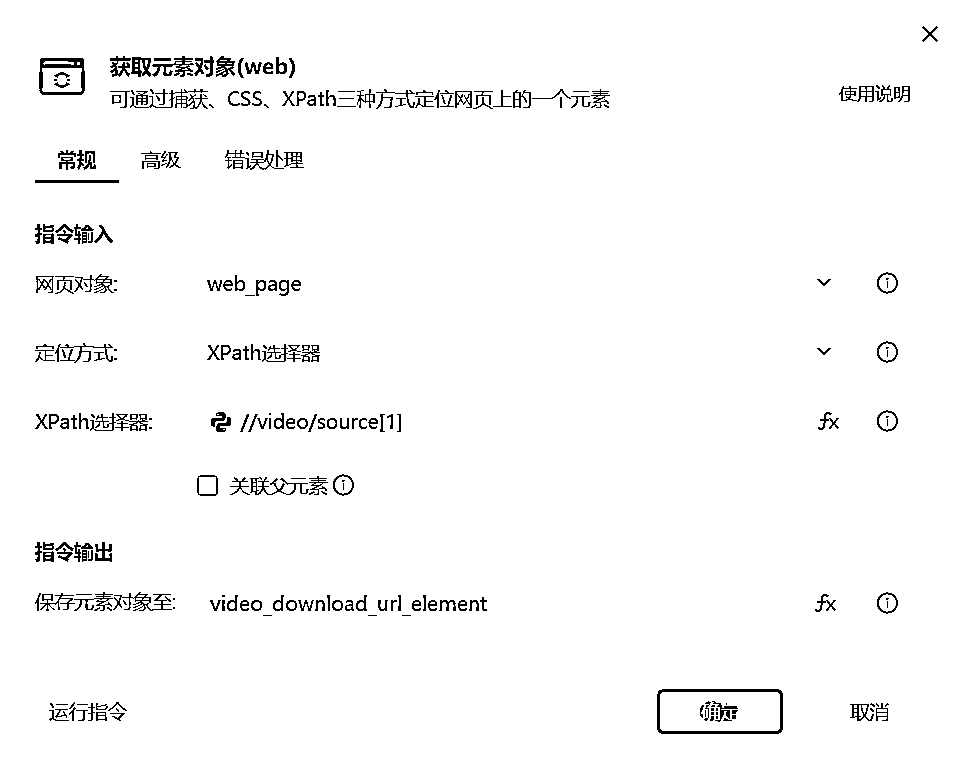 获取元素对象(web)
可通过捕获、CSS、XPath三种方式定位网页上的一个元素
使用说明
常规 高级 错误处理
指令输入
网页对象: web_page
定位方式: XPath选择器
XPath选择器: //video/source[1] fx
关联父元素
指令输出
保存元素对象至: video_download_url_element fx
运行指令 确定 取消